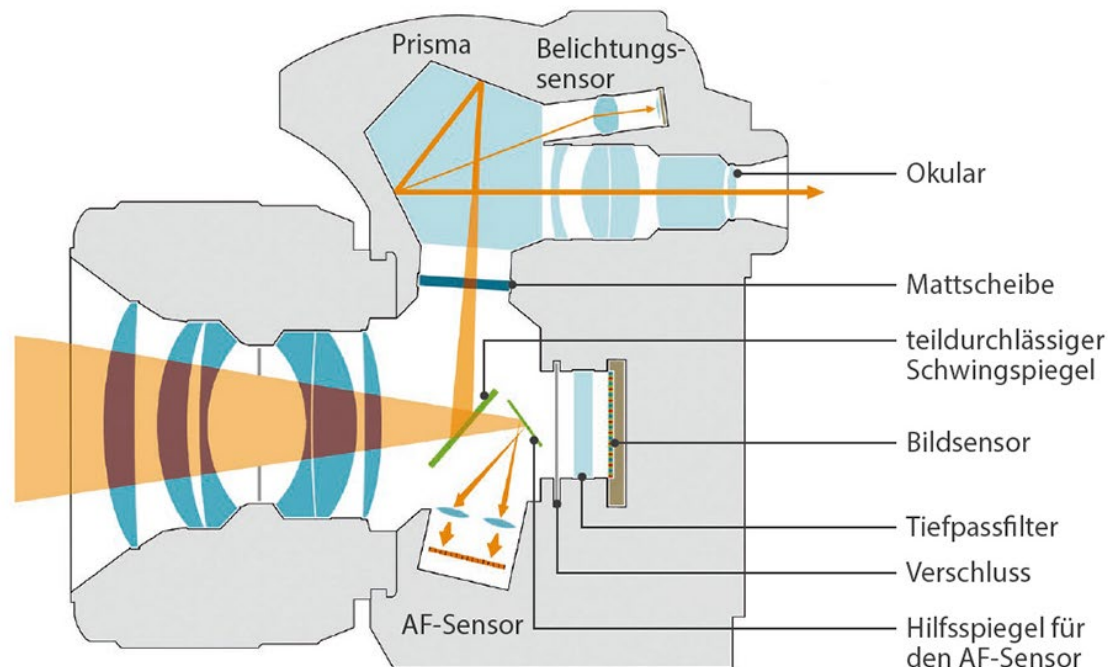 Prisma
Belichtungs-
sensor
Okular
Mattscheibe
teildurchlässiger
Schwingspiegel
Bildsensor
Tiefpassfilter
Verschluss
AF-Sensor
Hilfsspiegel für
den AF-Sensor